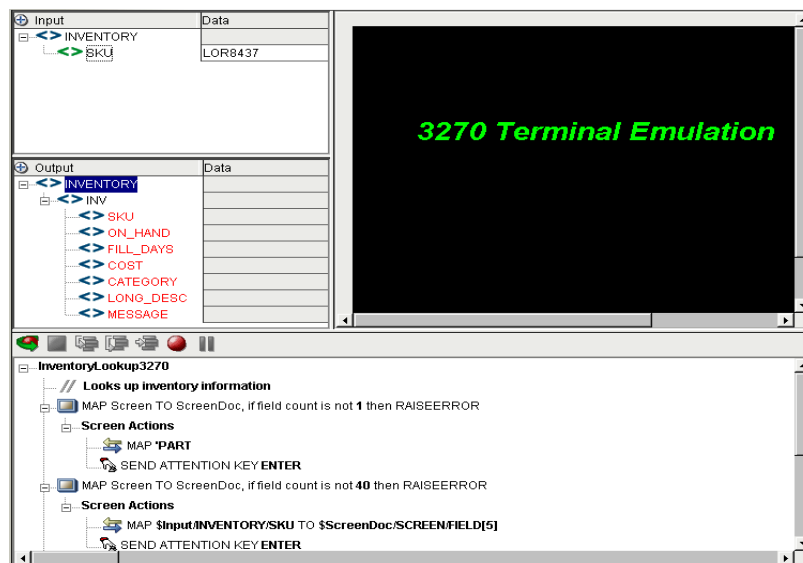 Input Data
INVENTORY
SKU LOR8437
3270 Terminal Emulation
Output Data
INVENTORY
INV
SKU
ON_HAND
FILL_DAYS
COST
CATEGORY
LONG_DESC
MESSAGE
InventoryLookup3270
// Looks up inventory information
MAP Screen TO ScreenDoc, if field count is not 1 then RAISEERROR
Screen Actions
MAP 'PART
SEND ATTENTION KEY ENTER
MAP Screen TO ScreenDoc, if field count is not 40 then RAISEERROR
Screen Actions
MAP $Input/INVENTORY/SKU TO $ScreenDoc/SCREEN/FIELD[5]
SEND ATTENTION KEY ENTER